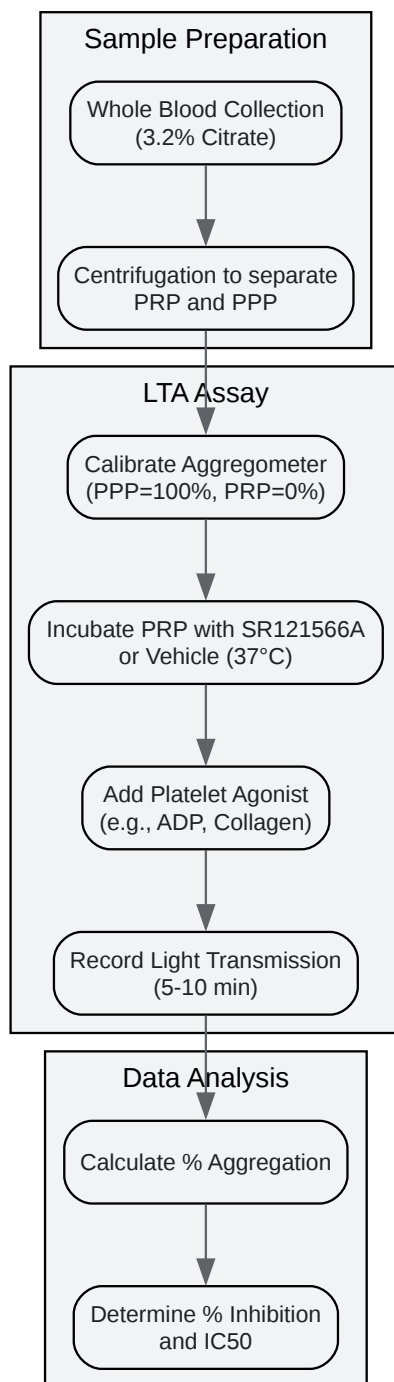 Sample Preparation
Whole Blood Collection
(3.2% Citrate)
Centrifugation to separate
PRP and PPP
LTA Assay
Calibrate Aggregometer
(PPP=100%, PRP=0%)
Incubate PRP with SR121566A
or Vehicle (37°C)
Add Platelet Agonist
(e.g., ADP, Collagen)
Record Light Transmission
(5-10 min)
Data Analysis
Calculate % Aggregation
Determine % Inhibition
and IC50